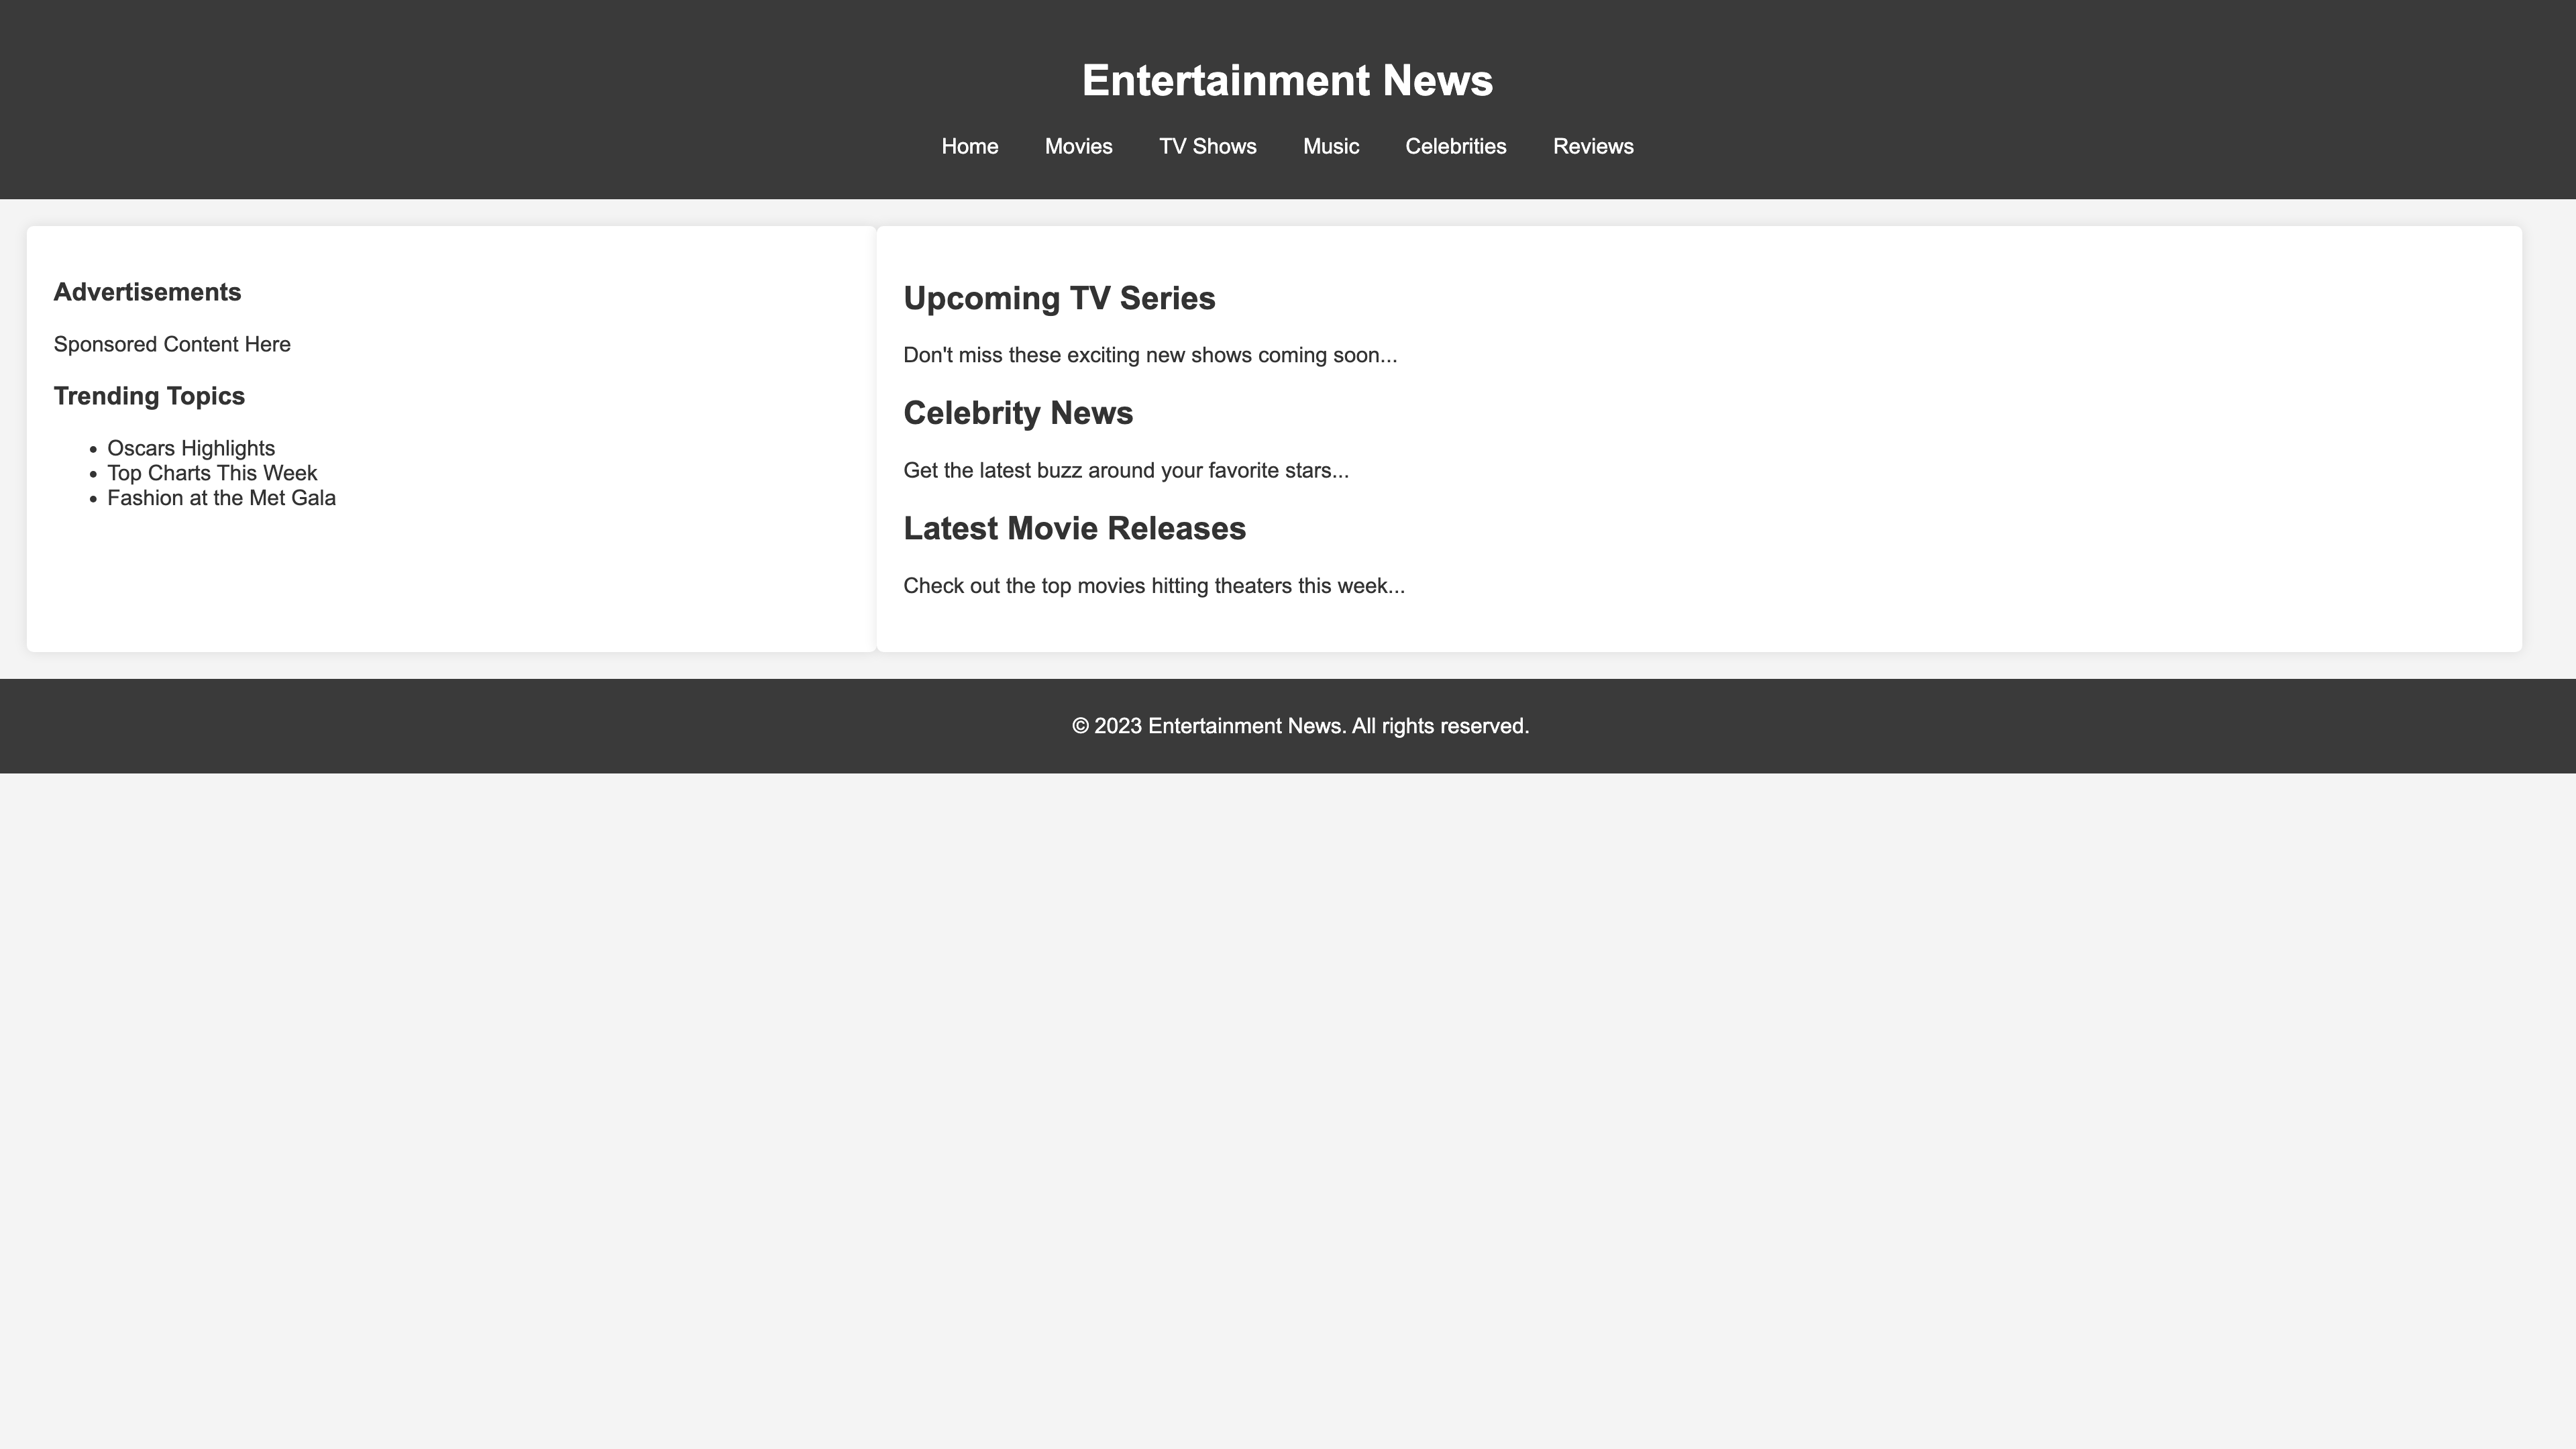 Entertainment News
Home Movies TV Shows Music Celebrities Reviews
Advertisements
Sponsored Content Here
Trending Topics
• Oscars Highlights
• Top Charts This Week
• Fashion at the Met Gala
Upcoming TV Series
Don't miss these exciting new shows coming soon...
Celebrity News
Get the latest buzz around your favorite stars...
Latest Movie Releases
Check out the top movies hitting theaters this week...
© 2023 Entertainment News. All rights reserved.